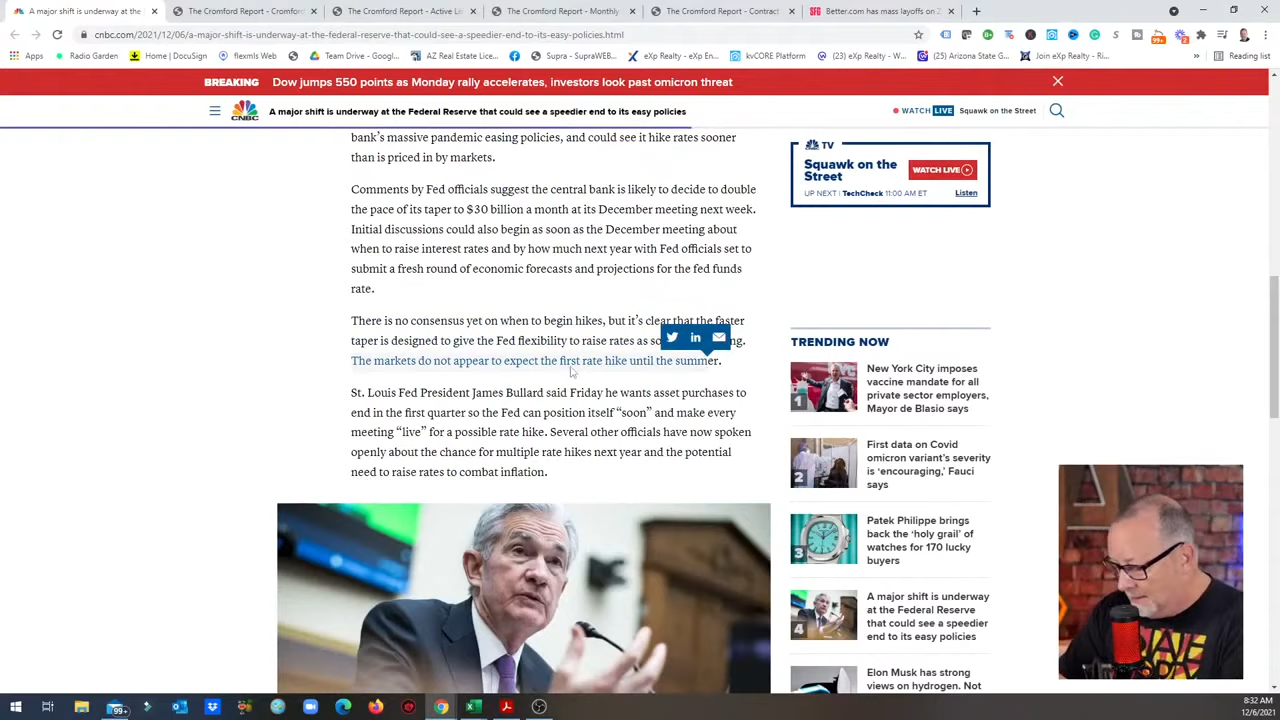 A major shift is underway at the
The Cromford Report - Cromford
The Cromford Report - Active Lis
The Cromford Report - Monthly
The Cromford Report - Contract
Better.com has mass layoffs on Z
cnbc.com/2021/12/06/a-major-shift-is-underway-at-the-federal-reserve-that-could-see-a-speedier-end-to-its-easy-policies.html
Apps
Radio Garden
Home | DocuSign
flexmls Web
Team Drive - Googl...
AZ Real Estate Lice...
Supra - SupraWEB...
eXp Realty - eXp En...
kvCORE Platform
(23) eXp Realty - W...
(25) Arizona State G...
Join eXp Realty - Ri...
Reading list
BREAKING Dow jumps 550 points as Monday rally accelerates, investors look past omicron threat
CNBC
A major shift is underway at the Federal Reserve that could see a speedier end to its easy policies
WATCH LIVE Squawk on the Street
bank's massive pandemic easing policies, and could see it hike rates sooner
than is priced in by markets.
Comments by Fed officials suggest the central bank is likely to decide to double
the pace of its taper to $30 billion a month at its December meeting next week.
Initial discussions could also begin as soon as the December meeting about
when to raise interest rates and by how much next year with Fed officials set to
submit a fresh round of economic forecasts and projections for the fed funds
rate.
There is no consensus yet on when to begin hikes, but it's clear that the faster
taper is designed to give the Fed flexibility to raise rates as
The markets do not appear to expect the first rate hike until the summer.
St. Louis Fed President James Bullard said Friday he wants asset purchases to
end in the first quarter so the Fed can position itself “soon” and make every
meeting “live” for a possible rate hike. Several other officials have now spoken
openly about the chance for multiple rate hikes next year and the potential
need to raise rates to combat inflation.
TV
Squawk on the
Street
WATCH LIVE
UP NEXT | TechCheck 11:00 AM ET
Listen
TRENDING NOW
1
New York City imposes
vaccine mandate for all
private sector employers,
Mayor de Blasio says
2
First data on Covid
omicron variant's severity
is ‘encouraging,’ Fauci
says
3
Patek Philippe brings
back the ‘holy grail’ of
watches for 170 lucky
buyers
4
A major shift is underway
at the Federal Reserve
that could see a speedier
end to its easy policies
Elon Musk has strong
views on hydrogen. Not
99+
8:32 AM
12/6/2021